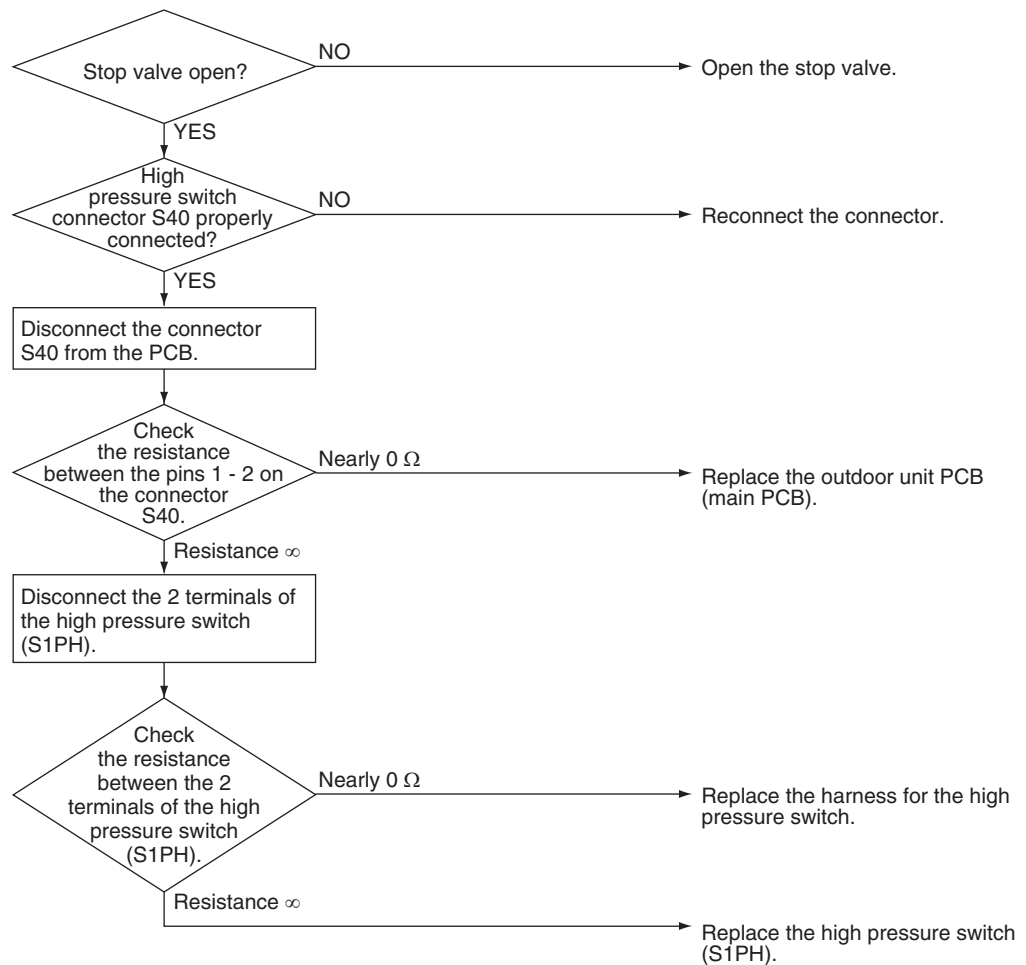 Stop valve open?
NO
Open the stop valve.
YES
High
pressure switch
connector S40 properly
connected?
NO
Reconnect the connector.
YES
Disconnect the connector
S40 from the PCB.
Check
the resistance
between the pins 1 - 2 on
the connector
S40.
Nearly 0 Ω
Replace the outdoor unit PCB
(main PCB).
Resistance ∞
Disconnect the 2 terminals of
the high pressure switch
(S1PH).
Check
the resistance
between the 2
terminals of the high
pressure switch
(S1PH).
Nearly 0 Ω
Replace the harness for the high
pressure switch.
Resistance ∞
Replace the high pressure switch
(S1PH).